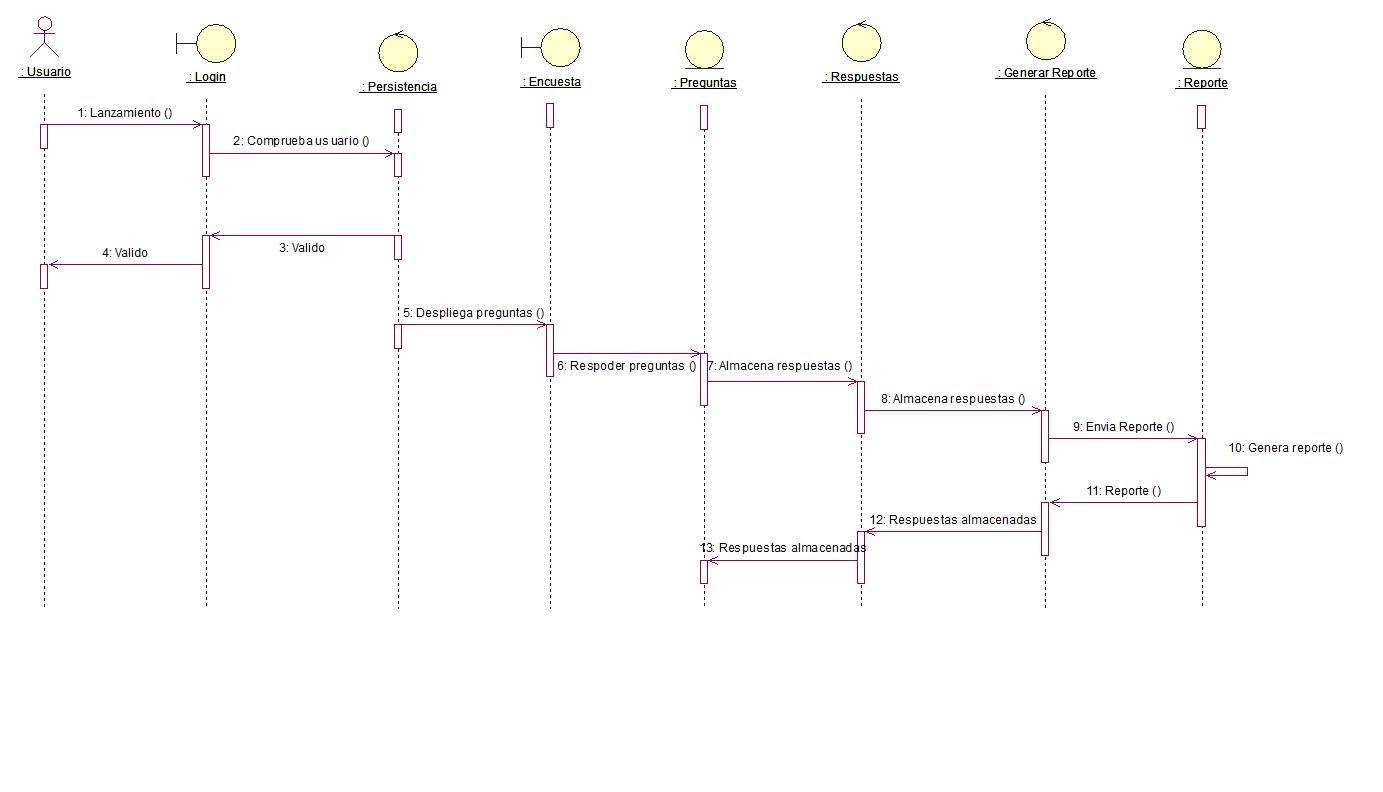 : Usuario
: Login
: Persistencia
: Encuesta
: Preguntas
: Respuestas
: Generar Reporte
: Reporte
1: Lanzamiento ()
2: Comprueba usuario ()
3: Valido
4: Valido
5: Despliega preguntas ()
6: Respoder preguntas ()
7: Almacena respuestas ()
8: Almacena respuestas ()
9: Envia Reporte ()
10: Genera reporte ()
11: Reporte ()
12: Respuestas almacenadas
13: Respuestas almacenadas